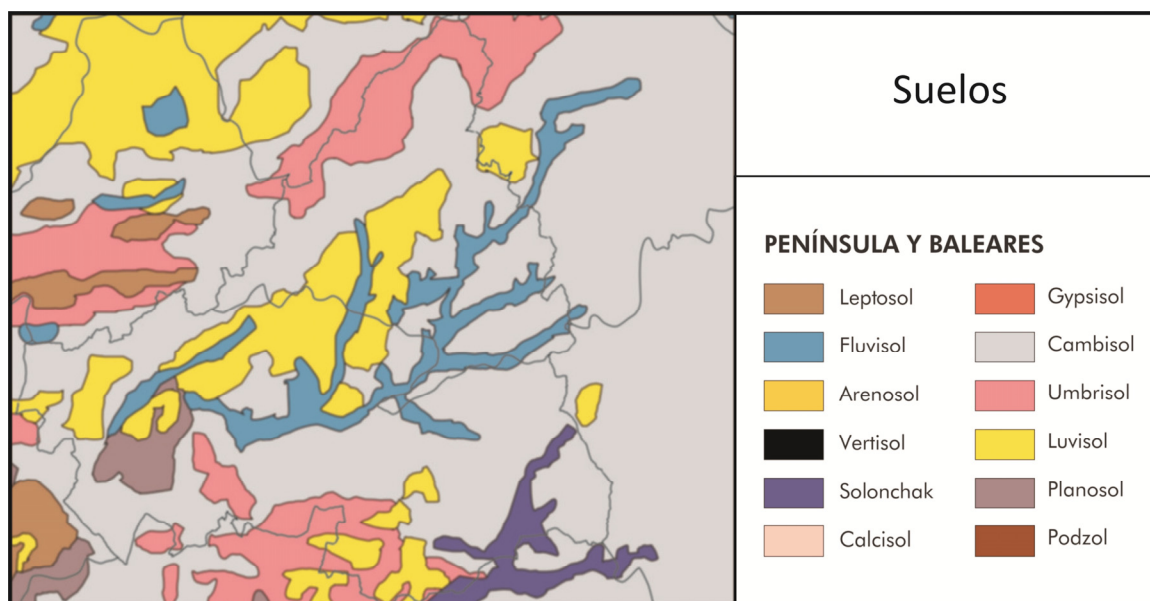 Suelos
PENÍNSULA Y BALEARES
Leptosol
Fluvisol
Arenosol
Vertisol
Solonchak
Calcisol
Gypsisol
Cambisol
Umbrisol
Luvisol
Planosol
Podzol